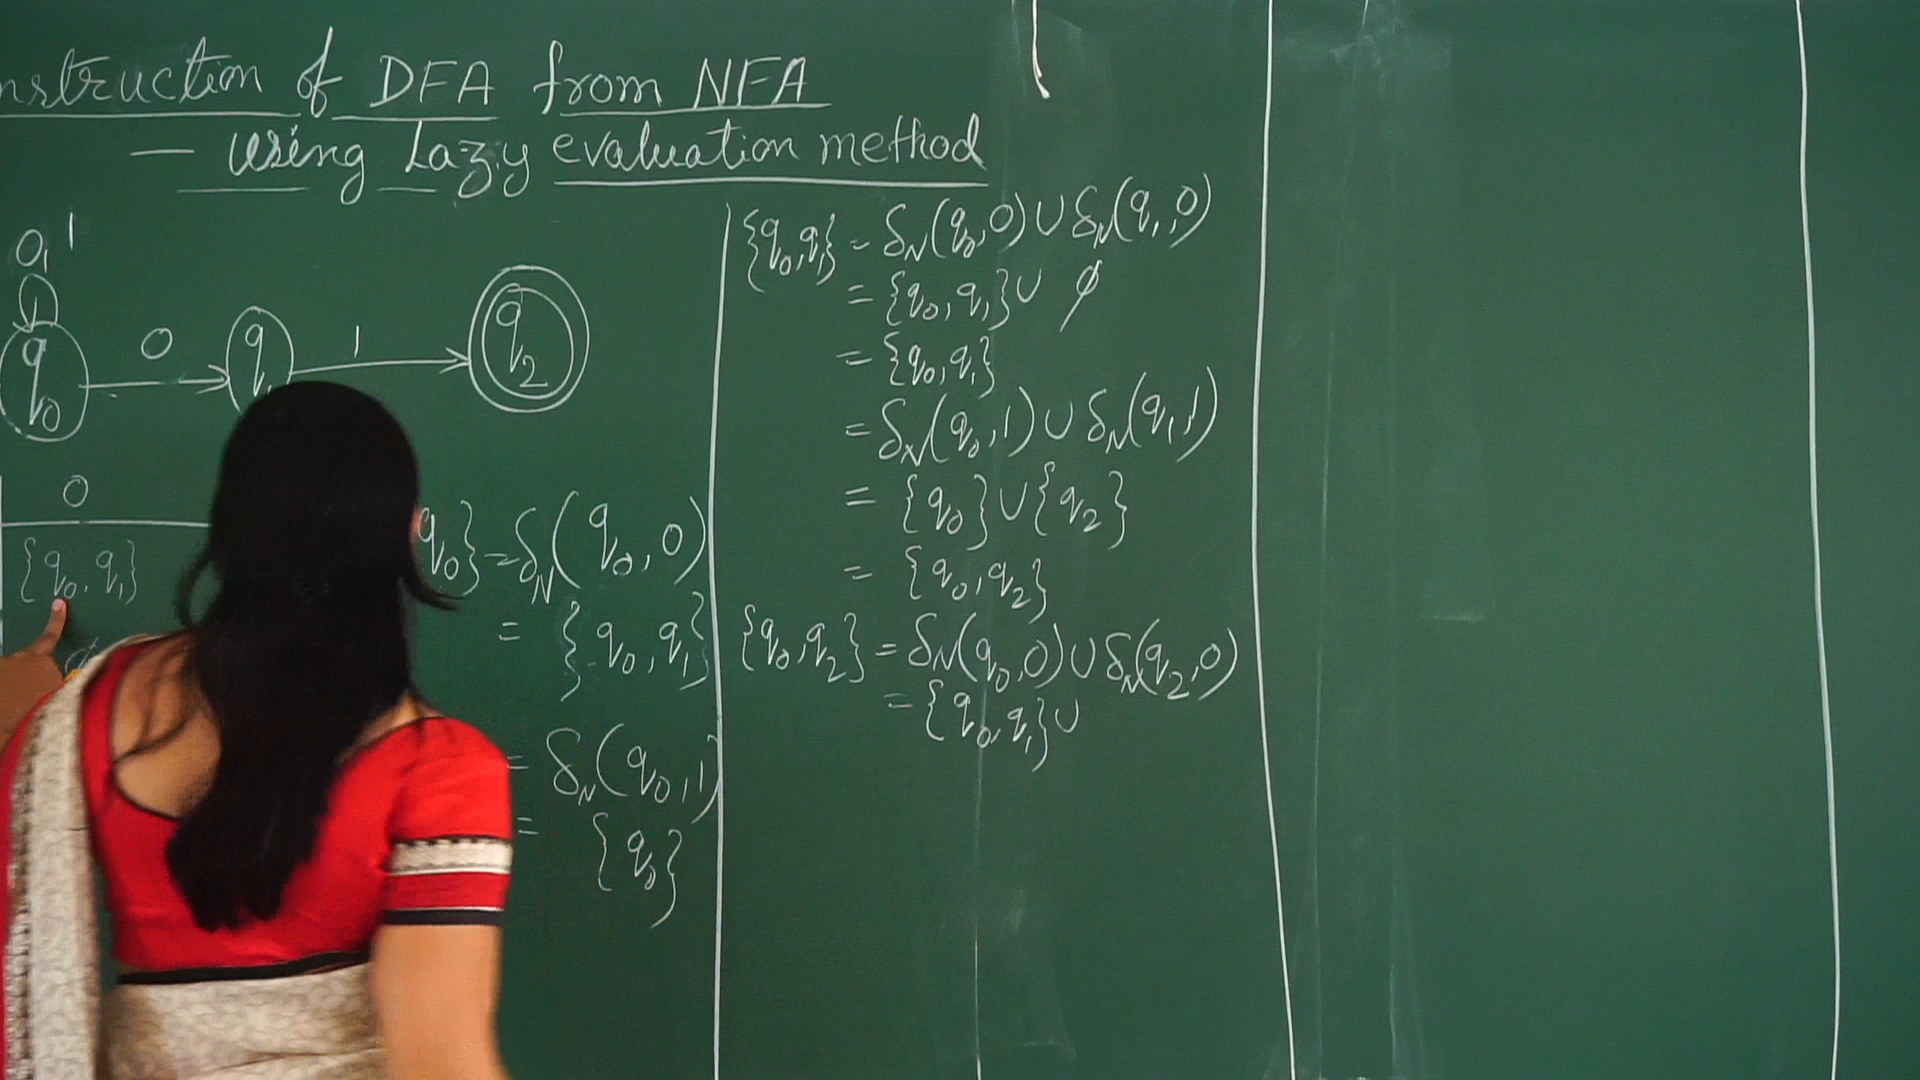 nstruction of DFA from NFA
— using Lazy evaluation method
0,1
q0
0
q1
1
q2
0
{q0, q1}
q0} = δN(q0, 0)
= {q0, q1}
= δN(q0, 1)
= {q0}
{q0, q1} = δN(q0, 0) ∪ δN(q1, 0)
= {q0, q1} ∪ φ
= {q0, q1}
= δN(q0, 1) ∪ δN(q1, 1)
= {q0} ∪ {q2}
= {q0, q2}
{q0, q2} = δN(q0, 0) ∪ δN(q2, 0)
= {q0, q1} ∪